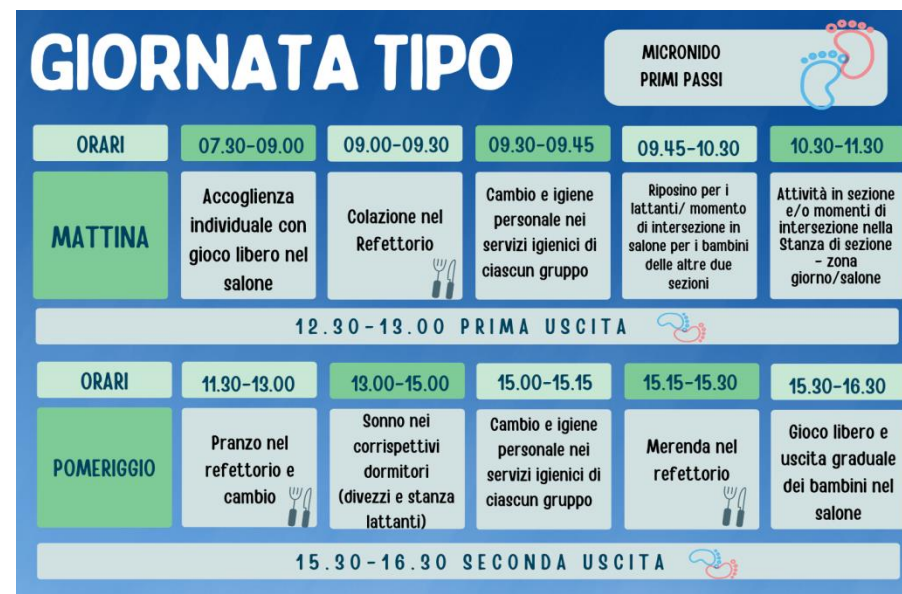 GIORNATA TIPO
MICRONIDO
PRIMI PASSI
ORARI
07.30-09.00
09.00-09.30
09.30-09.45
09.45-10.30
10.30-11.30
MATTINA
Accoglienza
individuale con
gioco libero nel
salone
Colazione nel
Refettorio
Cambio e igiene
personale nei
servizi igienici di
ciascun gruppo
Riposino per i
lattanti/ momento
di intersezione in
salone per i bambini
delle altre due
sezioni
Attività in sezione
e/o momenti di
intersezione nella
Stanza di sezione
- zona
giorno/salone
12.30-13.00 PRIMA USCITA
ORARI
11.30-13.00
13.00-15.00
15.00-15.15
15.15-15.30
15.30-16.30
POMERIGGIO
Pranzo nel
refettorio e
cambio
Sonno nei
corrispettivi
dormitori
(divezzi e stanza
lattanti)
Cambio e igiene
personale nei
servizi igienici di
ciascun gruppo
Merenda nel
refettorio
Gioco libero e
uscita graduale
dei bambini nel
salone
15.30-16.30 SECONDA USCITA